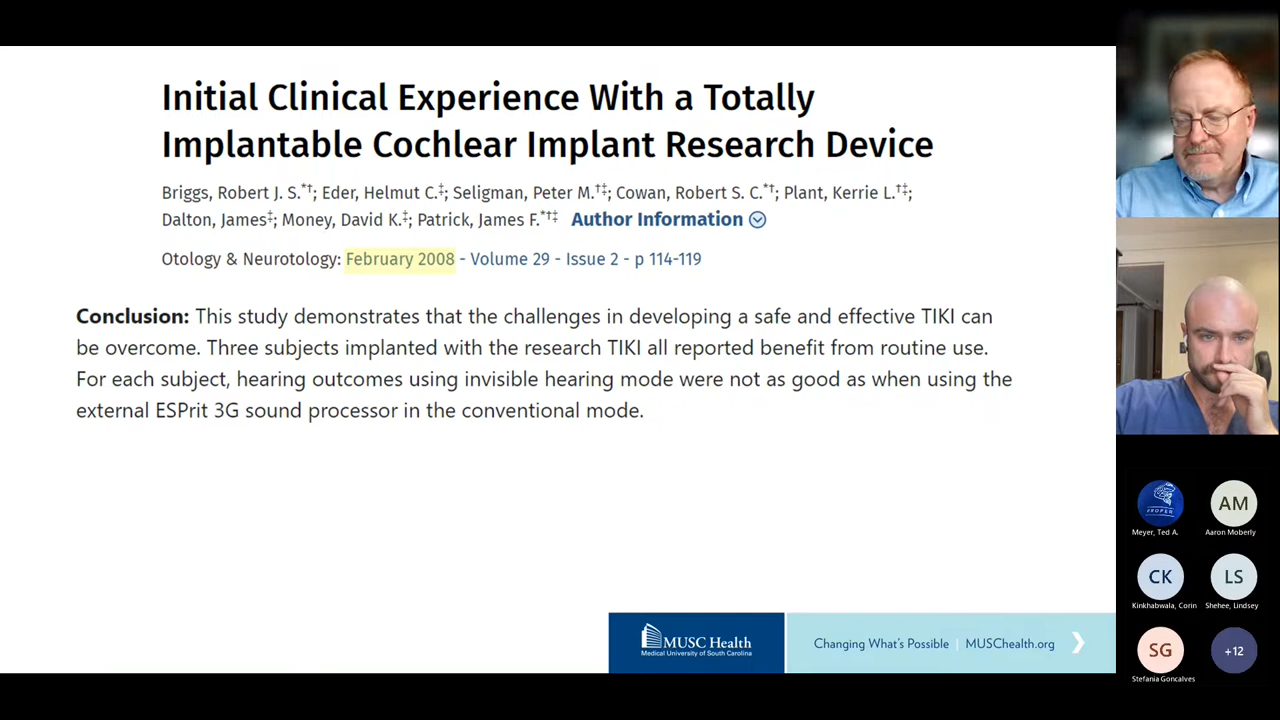 Initial Clinical Experience With a Totally
Implantable Cochlear Implant Research Device
Briggs, Robert J. S.*†; Eder, Helmut C.‡; Seligman, Peter M.†‡; Cowan, Robert S. C.*†; Plant, Kerrie L.†‡;
Dalton, James‡; Money, David K.‡; Patrick, James F.*†‡ Author Information
Otology & Neurotology: February 2008 - Volume 29 - Issue 2 - p 114-119
Conclusion: This study demonstrates that the challenges in developing a safe and effective TIKI can
be overcome. Three subjects implanted with the research TIKI all reported benefit from routine use.
For each subject, hearing outcomes using invisible hearing mode were not as good as when using the
external ESPrit 3G sound processor in the conventional mode.
MUSC Health
Medical University of South Carolina
Changing What's Possible | MUSChealth.org
PROPEL
Meyer, Ted A.
AM
Aaron Moberly
CK
Kinkhabwala, Corin
LS
Shehee, Lindsey
SG
Stefania Goncalves
+12